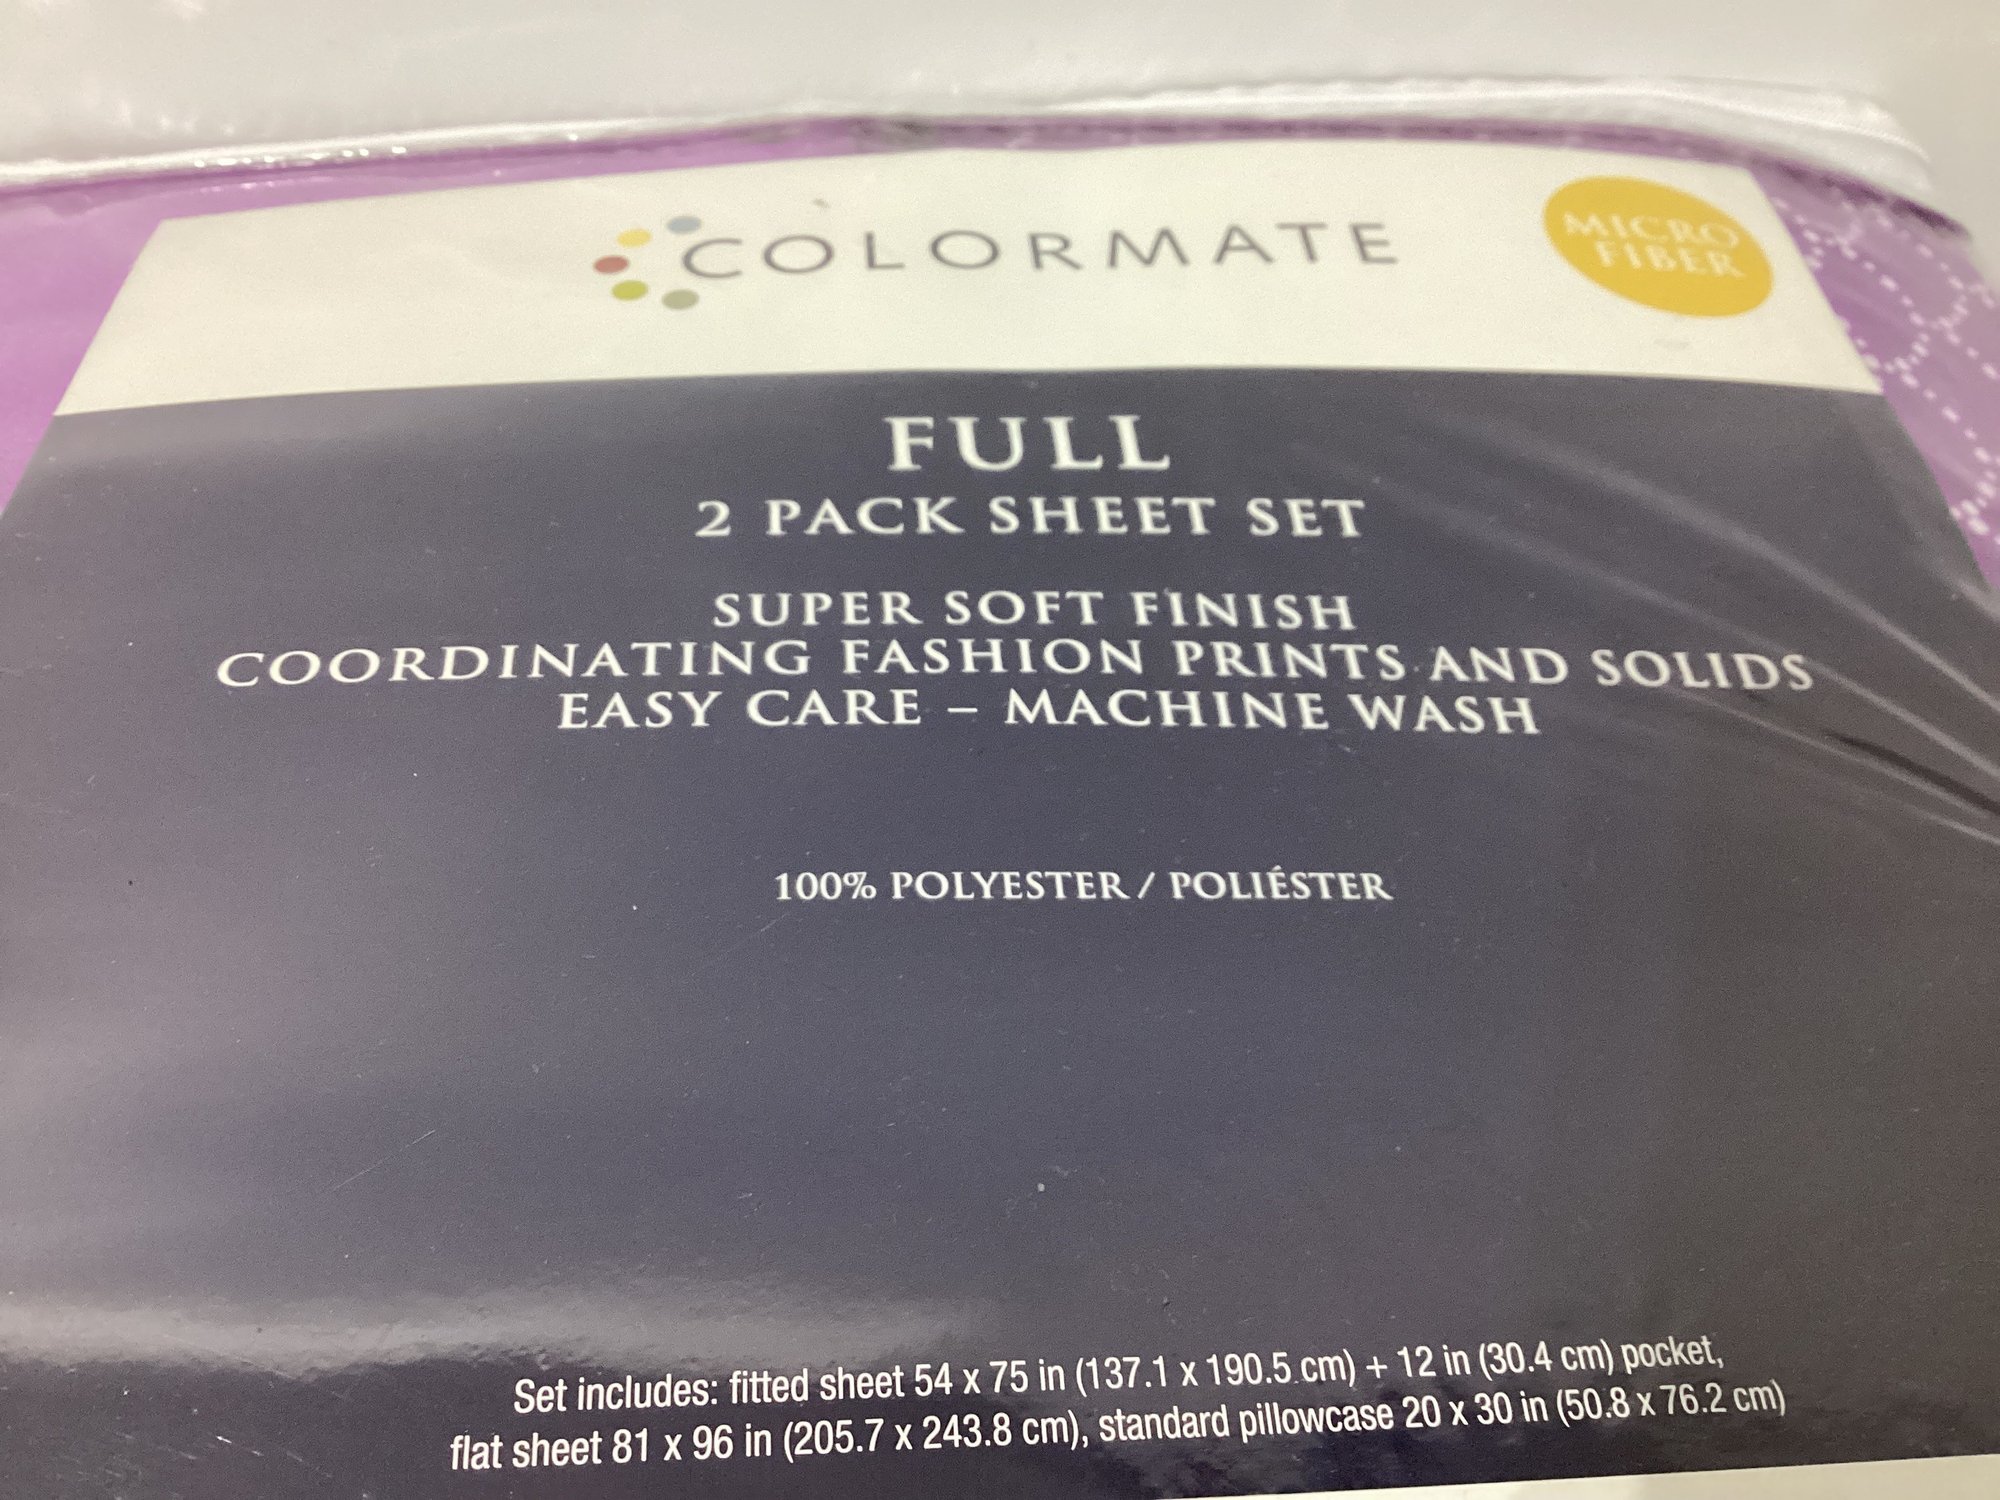 COLORMATE
MICRO
FIBER
FULL
2 PACK SHEET SET
SUPER SOFT FINISH
COORDINATING FASHION PRINTS AND SOLIDS
EASY CARE – MACHINE WASH
100% POLYESTER / POLIÉSTER
Set includes: fitted sheet 54 x 75 in (137.1 x 190.5 cm) + 12 in (30.4 cm) pocket,
flat sheet 81 x 96 in (205.7 x 243.8 cm), standard pillowcase 20 x 30 in (50.8 x 76.2 cm)